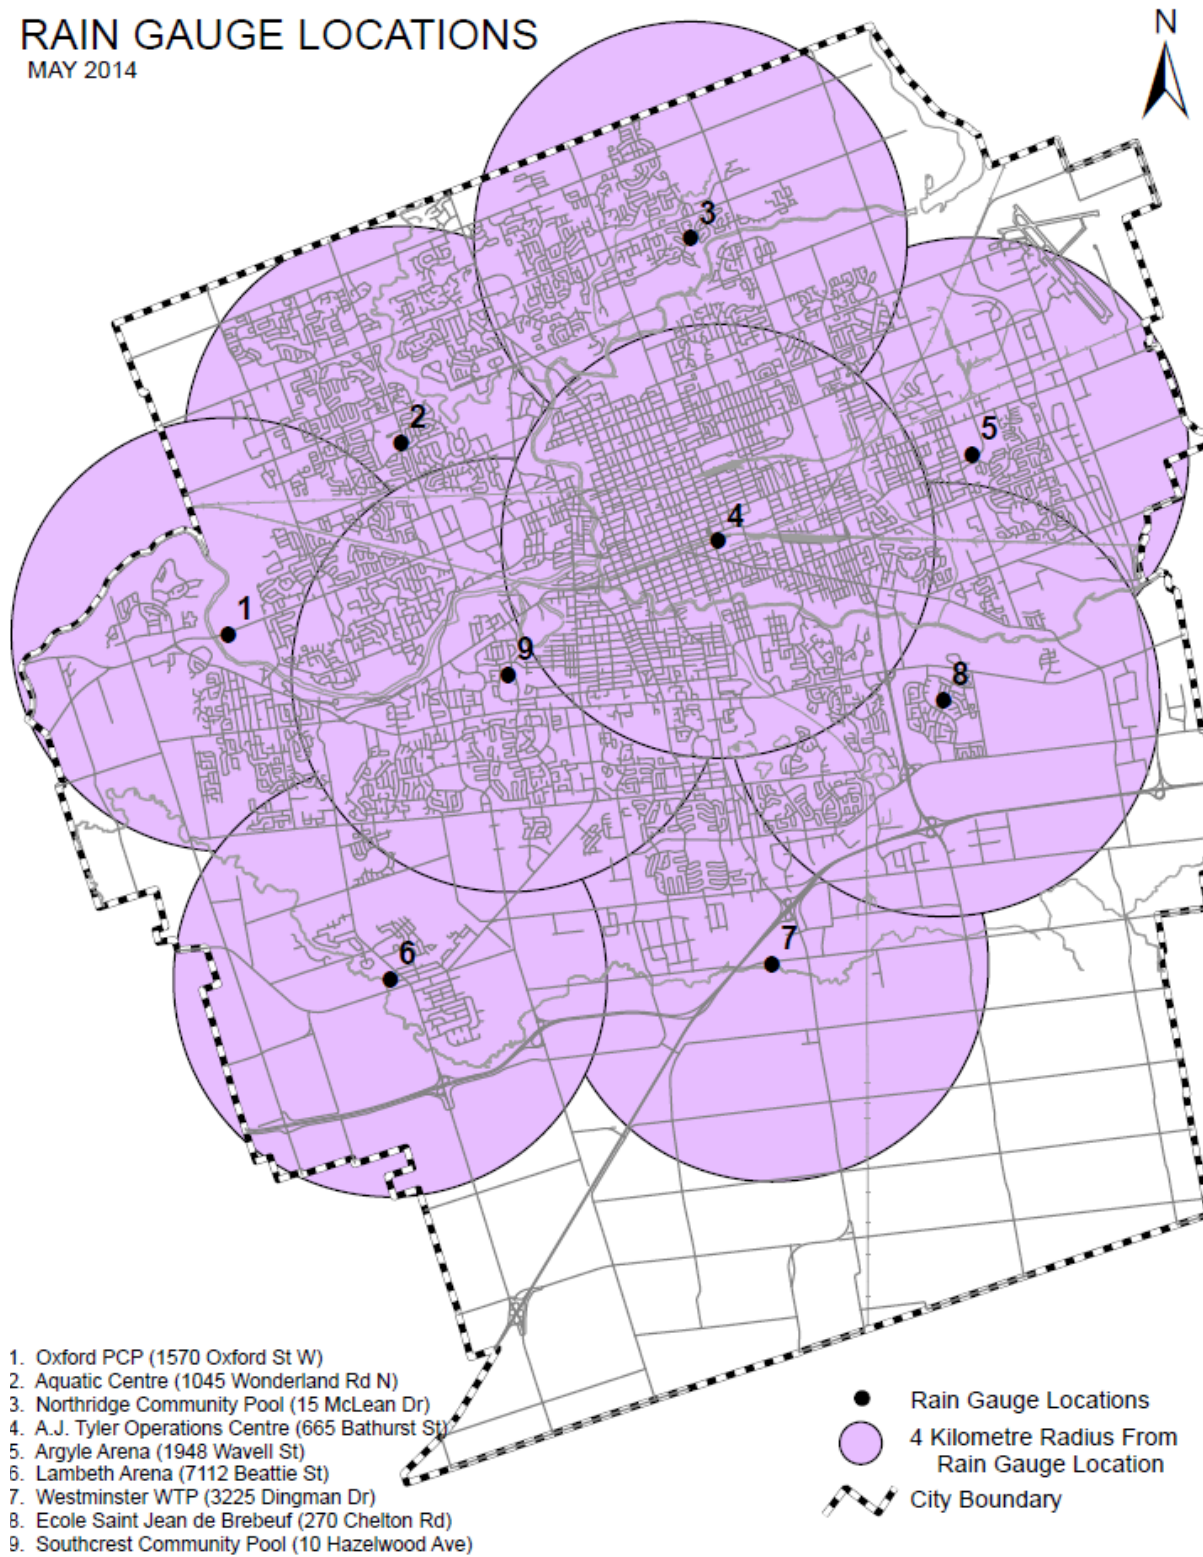 RAIN GAUGE LOCATIONS
MAY 2014
N
3
2
5
4
1
9
8
6
7
1. Oxford PCP (1570 Oxford St W)
2. Aquatic Centre (1045 Wonderland Rd N)
3. Northridge Community Pool (15 McLean Dr)
4. A.J. Tyler Operations Centre (665 Bathurst St)
5. Argyle Arena (1948 Wavell St)
6. Lambeth Arena (7112 Beattie St)
7. Westminster WTP (3225 Dingman Dr)
8. Ecole Saint Jean de Brebeuf (270 Chelton Rd)
9. Southcrest Community Pool (10 Hazelwood Ave)
Rain Gauge Locations
4 Kilometre Radius From
Rain Gauge Location
City Boundary